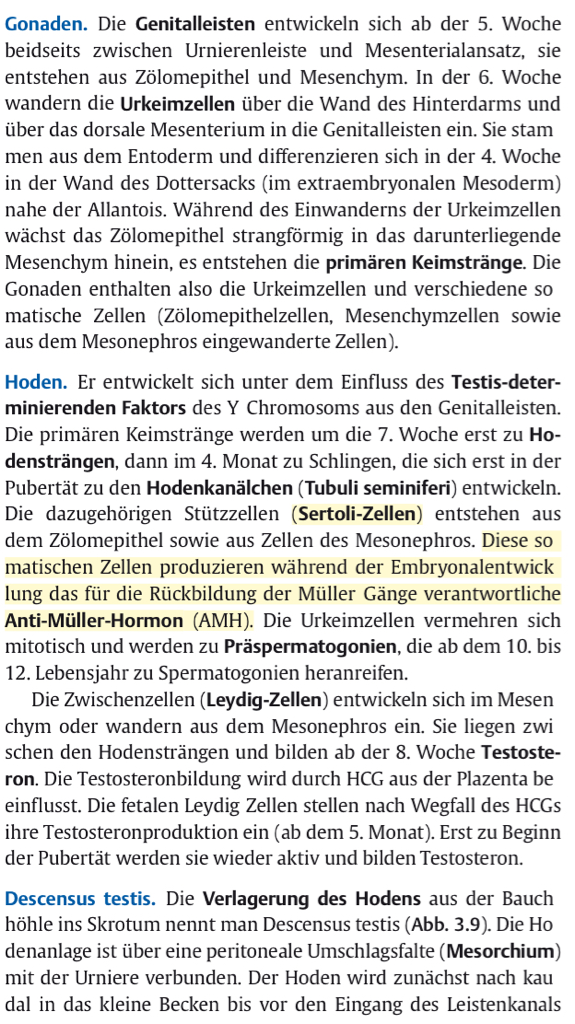 Gonaden. Die Genitalleisten entwickeln sich ab der 5. Woche
beidseits zwischen Urnierenleiste und Mesenterialansatz, sie
entstehen aus Zölomepithel und Mesenchym. In der 6. Woche
wandern die Urkeimzellen über die Wand des Hinterdarms und
über das dorsale Mesenterium in die Genitalleisten ein. Sie stam
men aus dem Entoderm und differenzieren sich in der 4. Woche
in der Wand des Dottersacks (im extraembryonalen Mesoderm)
nahe der Allantois. Während des Einwanderns der Urkeimzellen
wächst das Zölomepithel strangförmig in das darunterliegende
Mesenchym hinein, es entstehen die primären Keimstränge. Die
Gonaden enthalten also die Urkeimzellen und verschiedene so
matische Zellen (Zölomepithelzellen, Mesenchymzellen sowie
aus dem Mesonephros eingewanderte Zellen).
Hoden. Er entwickelt sich unter dem Einfluss des Testis-deter-
minierenden Faktors des Y Chromosoms aus den Genitalleisten.
Die primären Keimstränge werden um die 7. Woche erst zu Ho-
densträngen, dann im 4. Monat zu Schlingen, die sich erst in der
Pubertät zu den Hodenkanälchen (Tubuli seminiferi) entwickeln.
Die dazugehörigen Stützzellen (Sertoli-Zellen) entstehen aus
dem Zölomepithel sowie aus Zellen des Mesonephros. Diese so
matischen Zellen produzieren während der Embryonalentwick
lung das für die Rückbildung der Müller Gänge verantwortliche
Anti-Müller-Hormon (AMH). Die Urkeimzellen vermehren sich
mitotisch und werden zu Präspermatogonien, die ab dem 10. bis
12. Lebensjahr zu Spermatogonien heranreifen.
Die Zwischenzellen (Leydig-Zellen) entwickeln sich im Mesen
chym oder wandern aus dem Mesonephros ein. Sie liegen zwi
schen den Hodensträngen und bilden ab der 8. Woche Testoste-
ron. Die Testosteronbildung wird durch HCG aus der Plazenta be
einflusst. Die fetalen Leydig Zellen stellen nach Wegfall des HCGs
ihre Testosteronproduktion ein (ab dem 5. Monat). Erst zu Beginn
der Pubertät werden sie wieder aktiv und bilden Testosteron.
Descensus testis. Die Verlagerung des Hodens aus der Bauch
höhle ins Skrotum nennt man Descensus testis (Abb. 3.9). Die Ho
denanlage ist über eine peritoneale Umschlagsfalte (Mesorchium)
mit der Urniere verbunden. Der Hoden wird zunächst nach kau
dal in das kleine Becken bis vor den Eingang des Leistenkanals